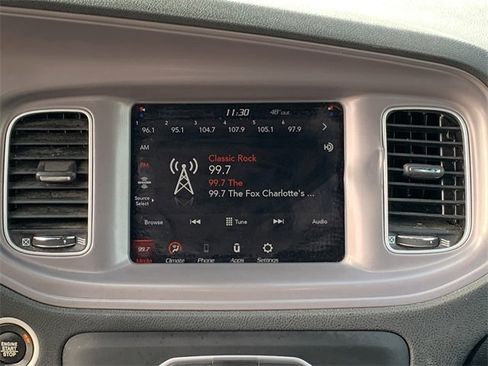 11:30 48°out
1 2 3 4 5 6
96.1 95.1 104.7 107.9 105.1 97.9
AM
Classic Rock
FM
99.7
99.7 The
Source
Select
99.7 The Fox Charlotte's ...
Browse Tune Audio
99.7
Media Climate Phone Apps Settings
ENGINE
START
STOP